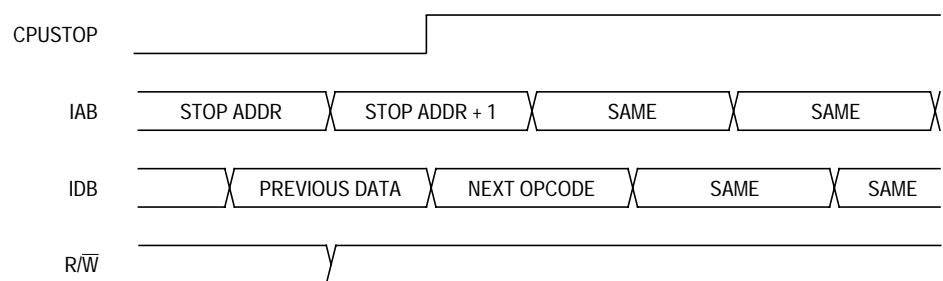 CPUSTOP
IAB STOP ADDR STOP ADDR + 1 SAME SAME
IDB PREVIOUS DATA NEXT OPCODE SAME SAME
R/W̅